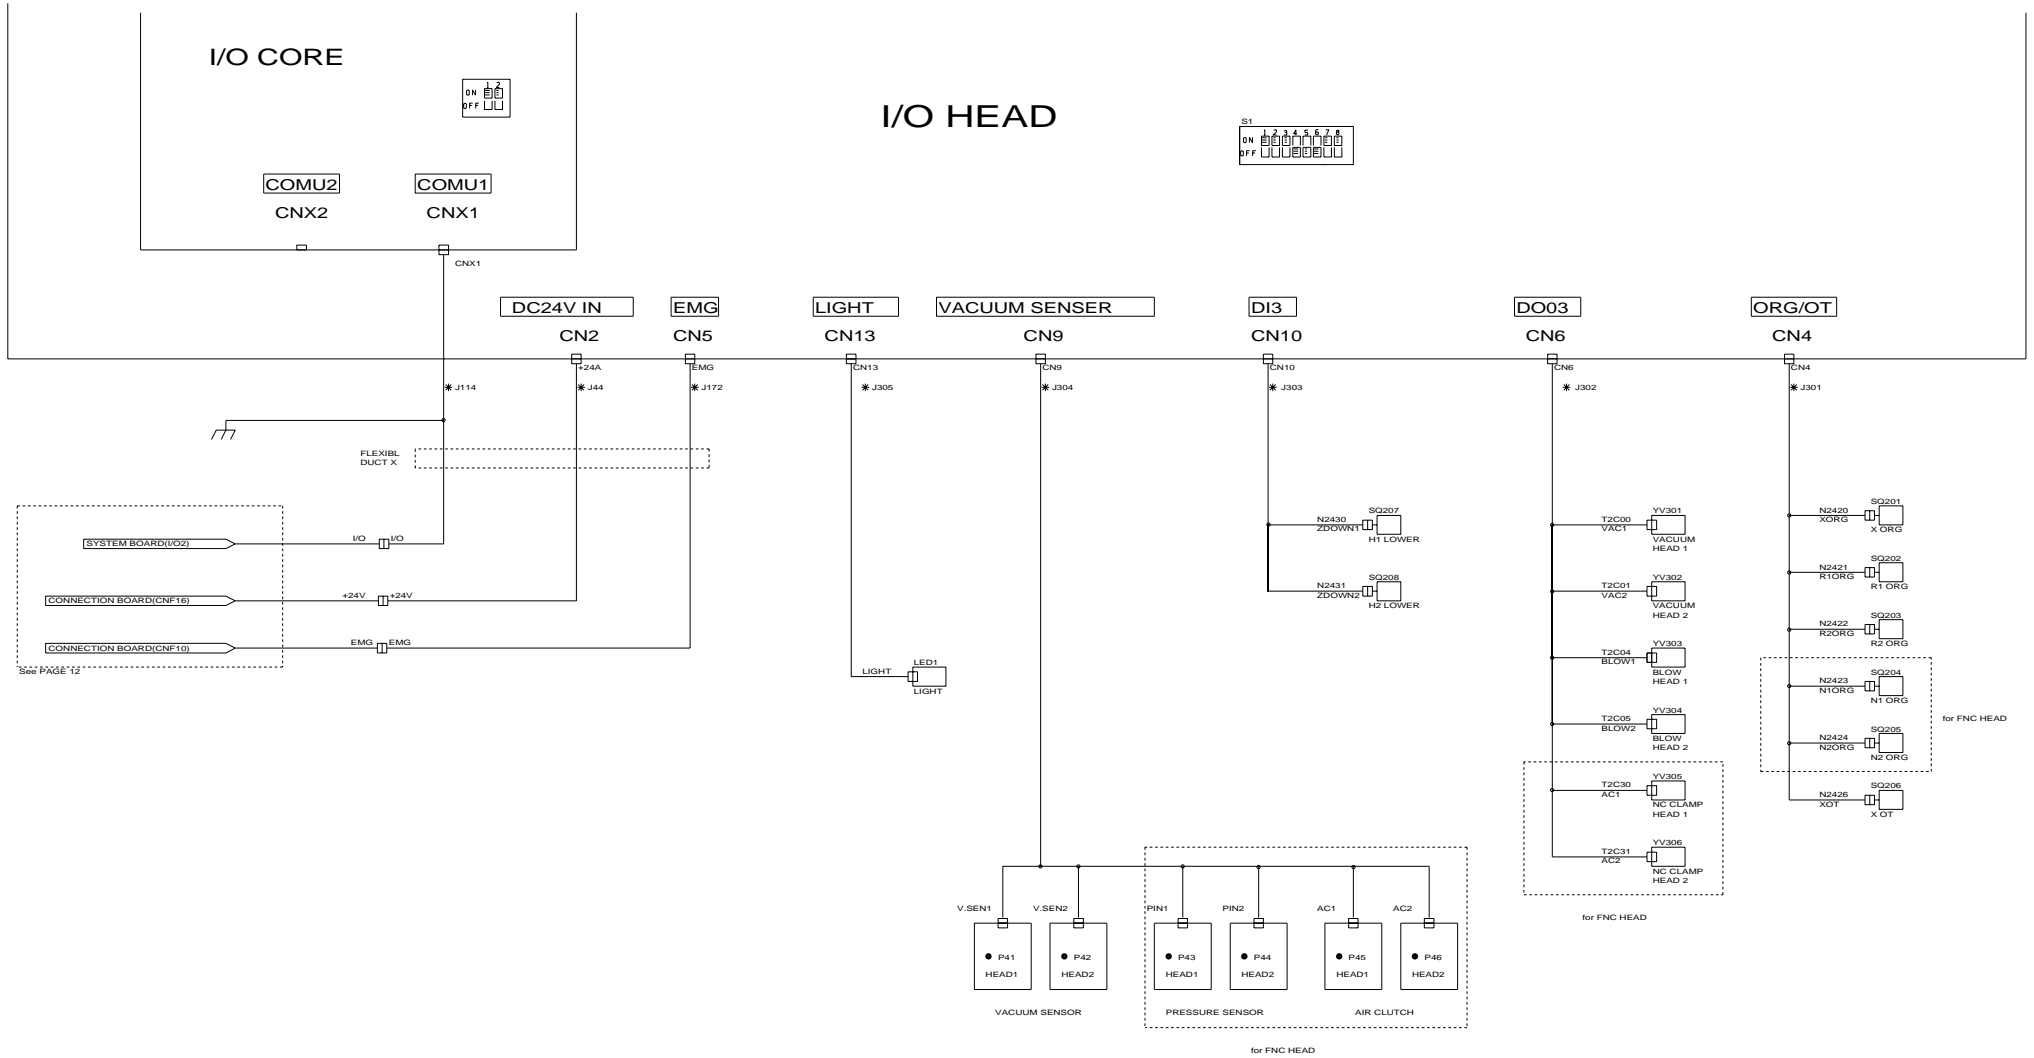 I/O CORE
1 2
ON
OFF
I/O HEAD
S1
1 2 3 4 5 6 7 8
ON
OFF
COMU2
COMU1
CNX2
CNX1
CNX1
DC24V IN
EMG
LIGHT
VACUUM SENSER
DI3
DO03
ORG/OT
CN2
CN5
CN13
CN9
CN10
CN6
CN4
+24A
EMG
CN13
CN9
CN10
CN6
CN4
J114
J44
J172
J305
J304
J303
J302
J301
FLEXIBL
DUCT X
SYSTEM BOARD(I/O2)
I/O
I/O
CONNECTION BOARD(CNF16)
+24V
+24V
CONNECTION BOARD(CNF10)
EMG
EMG
See PAGE 12
LIGHT
LED1
LIGHT
N2430
ZDOWN1
SQ207
H1 LOWER
N2431
ZDOWN2
SQ208
H2 LOWER
T2C00
VAC1
YV301
VACUUM
HEAD 1
T2C01
VAC2
YV302
VACUUM
HEAD 2
T2C04
BLOW1
YV303
BLOW
HEAD 1
T2C05
BLOW2
YV304
BLOW
HEAD 2
T2C30
AC1
YV305
NC CLAMP
HEAD 1
T2C31
AC2
YV306
NC CLAMP
HEAD 2
for FNC HEAD
N2420
XORG
SQ201
X ORG
N2421
R1ORG
SQ202
R1 ORG
N2422
R2ORG
SQ203
R2 ORG
N2423
N1ORG
SQ204
N1 ORG
N2424
N2ORG
SQ205
N2 ORG
for FNC HEAD
N2426
XOT
SQ206
X OT
V.SEN1
V.SEN2
PIN1
PIN2
AC1
AC2
P41
P42
P43
P44
P45
P46
HEAD1
HEAD2
HEAD1
HEAD2
HEAD1
HEAD2
VACUUM SENSOR
PRESSURE SENSOR
AIR CLUTCH
for FNC HEAD